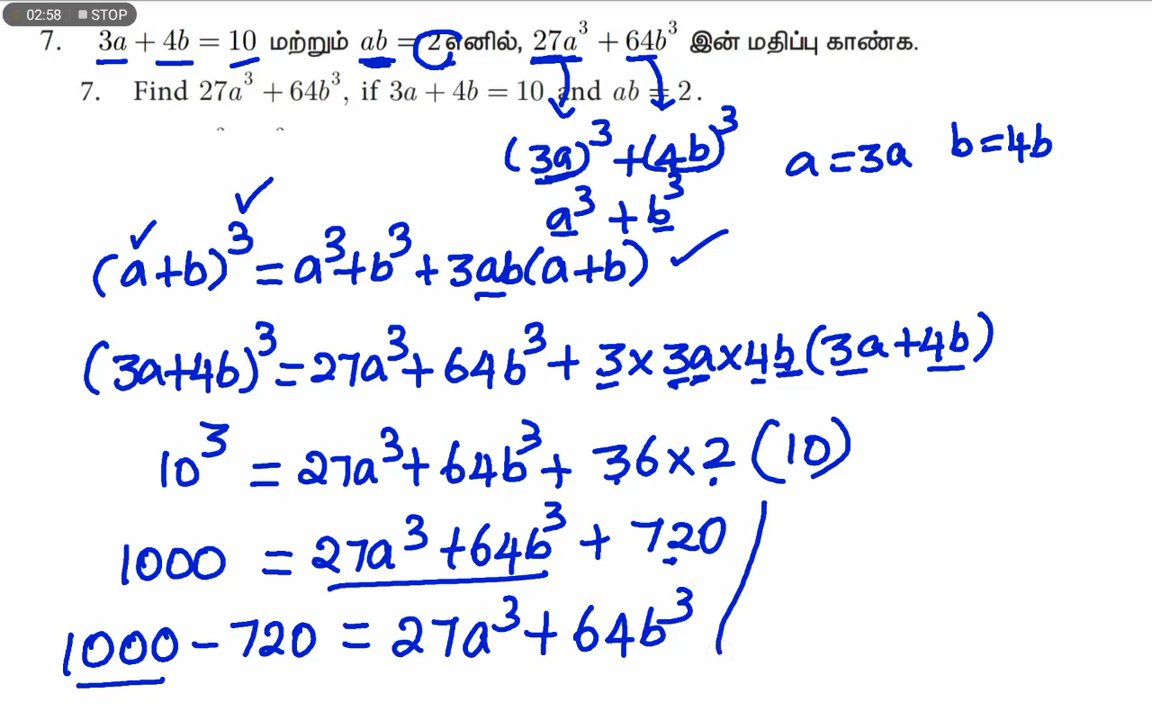 02:58 STOP
7. 3a + 4b = 10 மற்றும் ab = 2எனில், 27a³ + 64b³ இன் மதிப்பு காண்க.
7. Find 27a³ + 64b³, if 3a + 4b = 10 and ab = 2.
(3a)³ + (4b)³ a = 3a b = 4b
a³ + b³
(a+b)³ = a³ + b³ + 3ab(a+b)
(3a+4b)³ = 27a³ + 64b³ + 3 × 3a × 4b (3a+4b)
10³ = 27a³ + 64b³ + 36 × 2 (10)
1000 = 27a³ + 64b³ + 720
1000 - 720 = 27a³ + 64b³